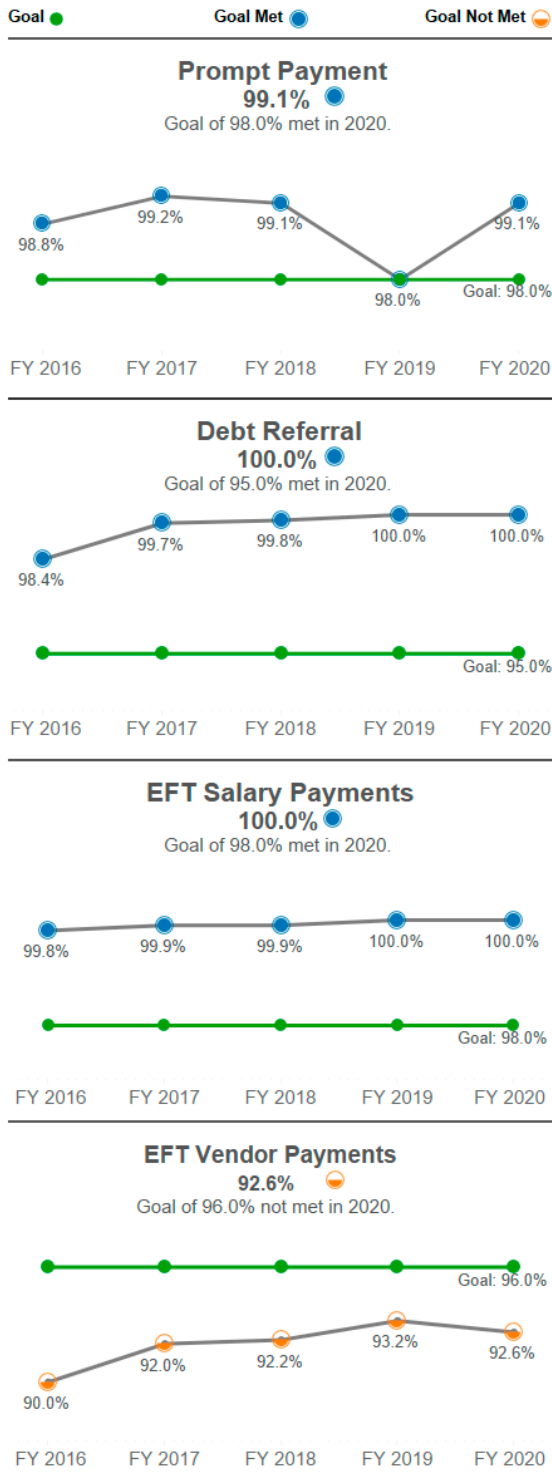 Goal Goal Met Goal Not Met
Prompt Payment
99.1%
Goal of 98.0% met in 2020.
98.8% 99.2% 99.1% 98.0% 99.1%
Goal: 98.0%
FY 2016 FY 2017 FY 2018 FY 2019 FY 2020
Debt Referral
100.0%
Goal of 95.0% met in 2020.
98.4% 99.7% 99.8% 100.0% 100.0%
Goal: 95.0%
FY 2016 FY 2017 FY 2018 FY 2019 FY 2020
EFT Salary Payments
100.0%
Goal of 98.0% met in 2020.
99.8% 99.9% 99.9% 100.0% 100.0%
Goal: 98.0%
FY 2016 FY 2017 FY 2018 FY 2019 FY 2020
EFT Vendor Payments
92.6%
Goal of 96.0% not met in 2020.
Goal: 96.0%
90.0% 92.0% 92.2% 93.2% 92.6%
FY 2016 FY 2017 FY 2018 FY 2019 FY 2020